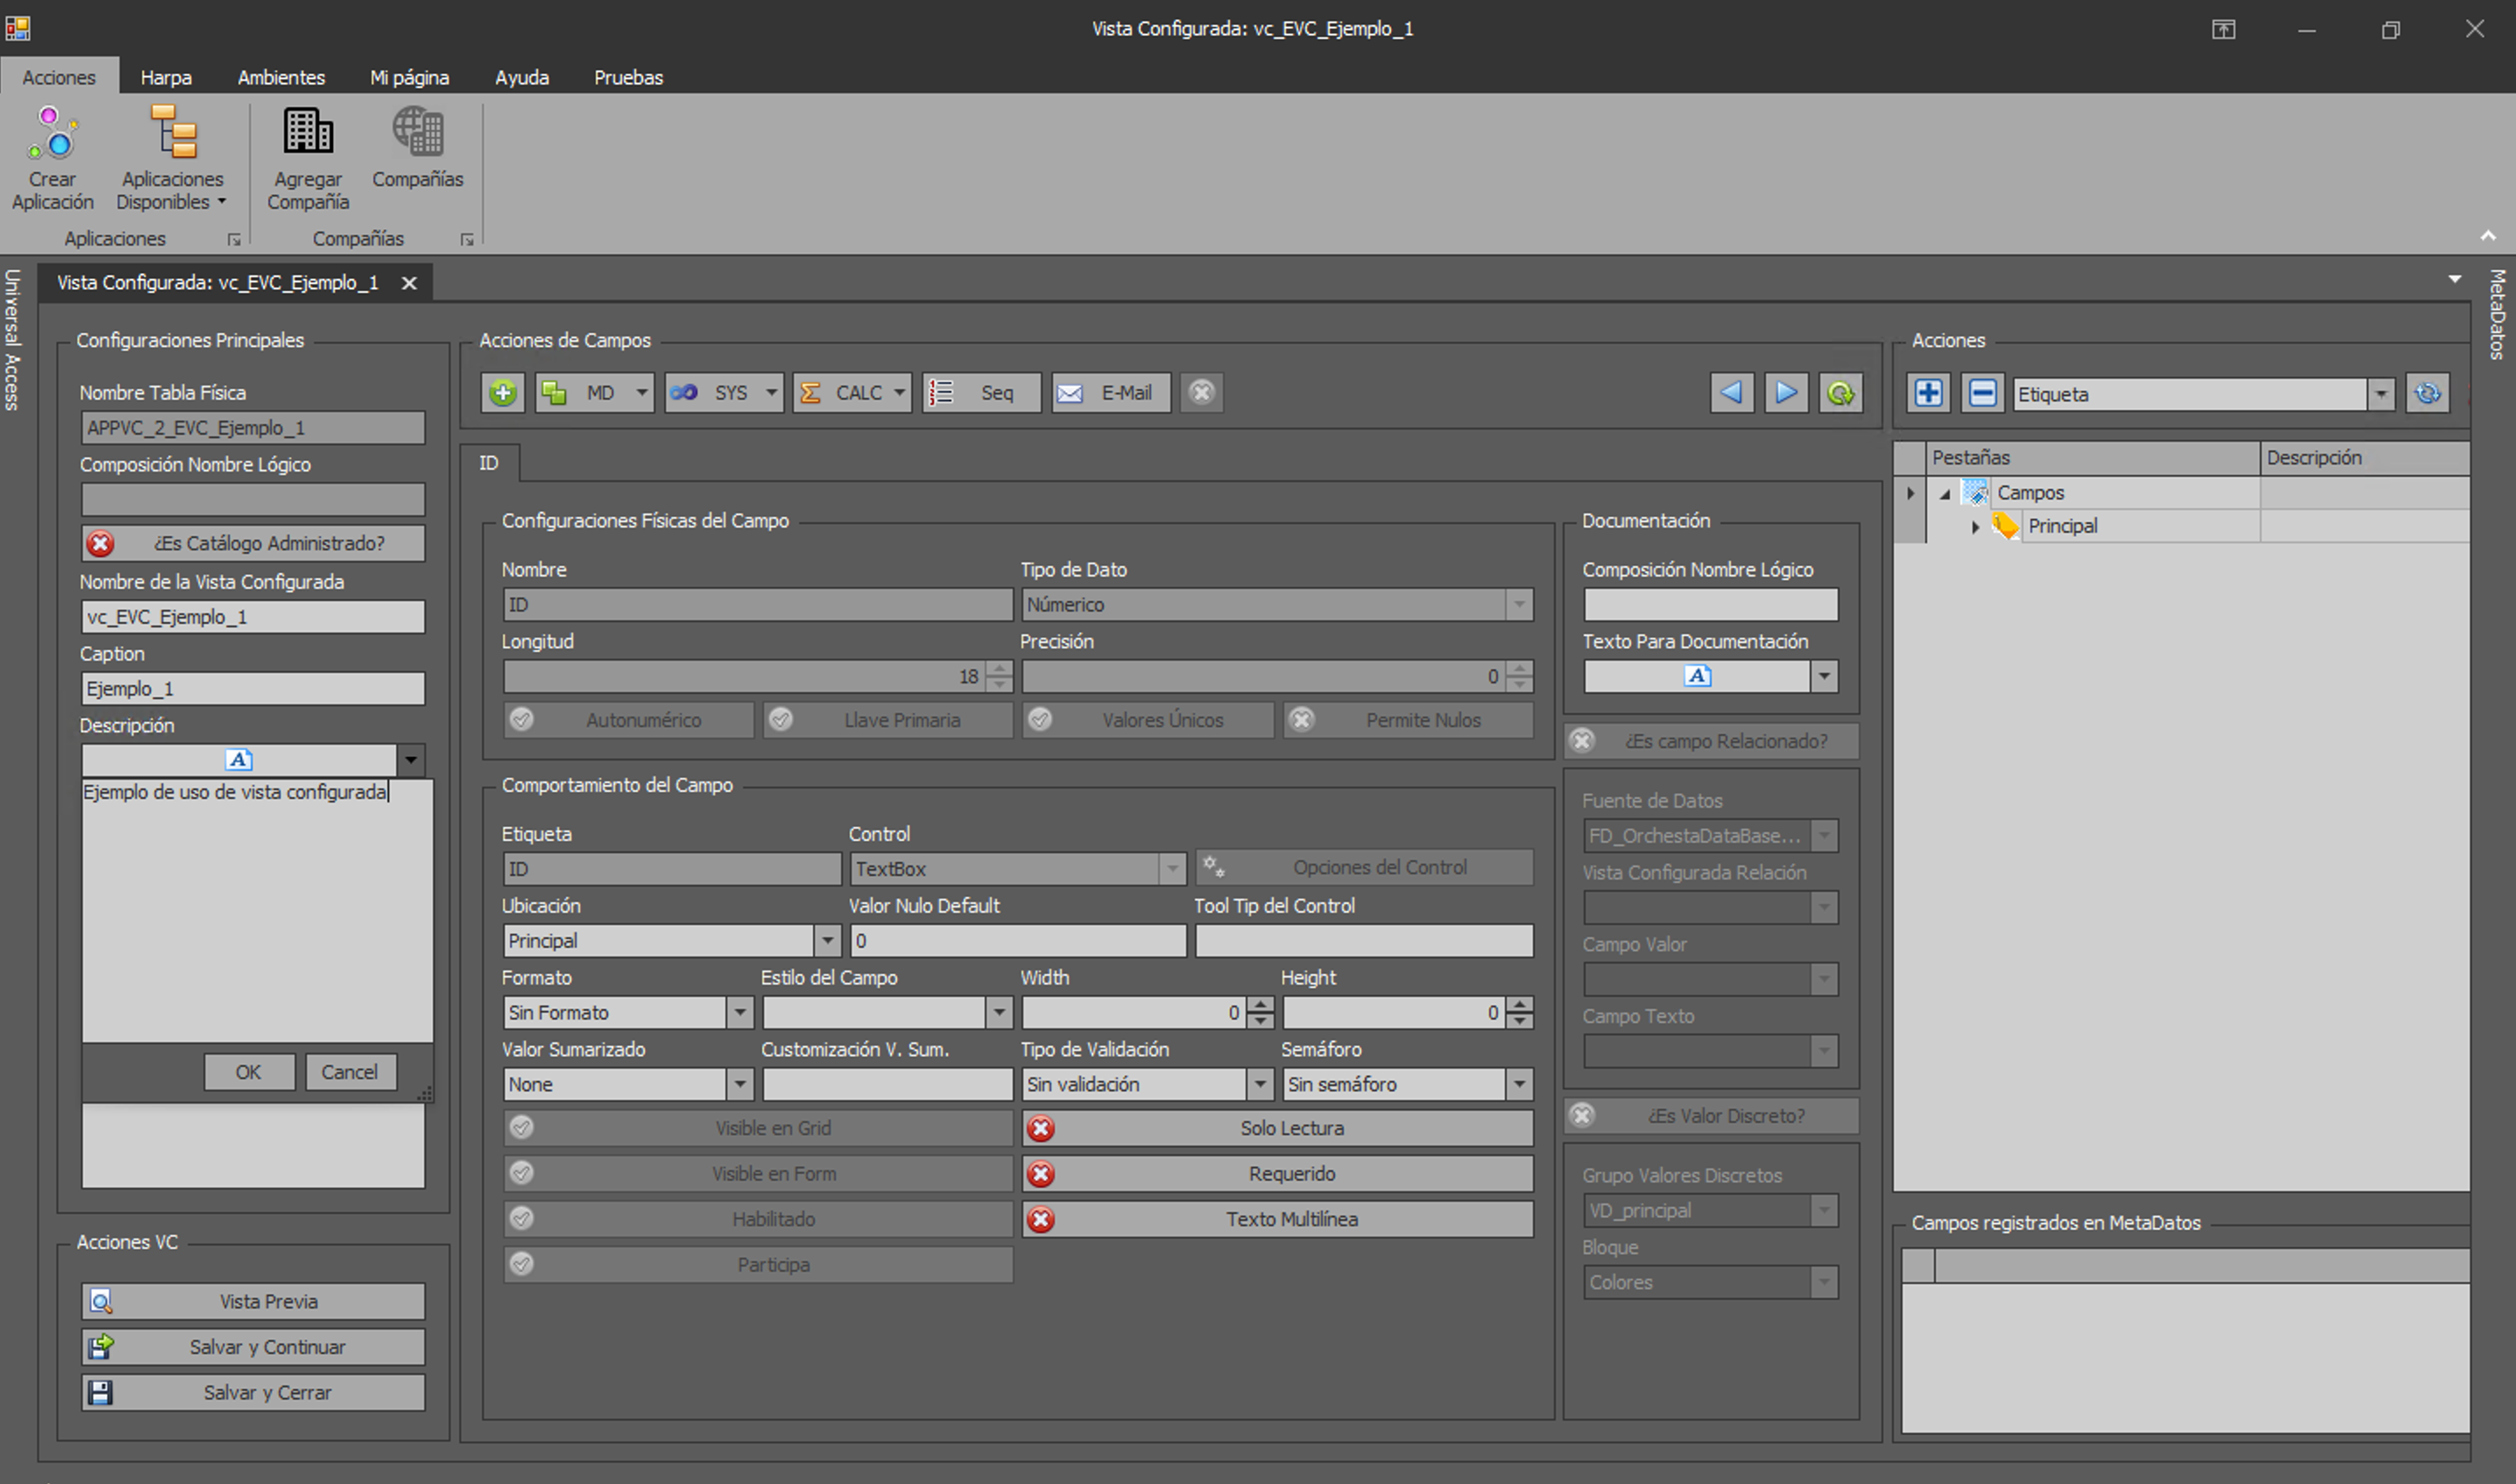 Vista Configurada: vc_EVC_Ejemplo_1
Acciones Harpa Ambientes Mi página Ayuda Pruebas
Crear Aplicación
Aplicaciones Disponibles
Agregar Compañía
Compañías
Aplicaciones
Compañías
Universal Access
Vista Configurada: vc_EVC_Ejemplo_1
MetaDatos
Configuraciones Principales
Nombre Tabla Física
APPVC_2_EVC_Ejemplo_1
Composición Nombre Lógico
¿Es Catálogo Administrado?
Nombre de la Vista Configurada
vc_EVC_Ejemplo_1
Caption
Ejemplo_1
Descripción
A
Ejemplo de uso de vista configurada
OK Cancel
Acciones VC
Vista Previa
Salvar y Continuar
Salvar y Cerrar
Acciones de Campos
MD SYS CALC Seq E-Mail
ID
Configuraciones Físicas del Campo
Nombre Tipo de Dato
ID Númerico
Longitud Precisión
18 0
Autonumérico Llave Primaria Valores Únicos Permite Nulos
Comportamiento del Campo
Etiqueta Control
ID TextBox Opciones del Control
Ubicación Valor Nulo Default Tool Tip del Control
Principal 0
Formato Estilo del Campo Width Height
Sin Formato 0 0
Valor Sumarizado Customización V. Sum. Tipo de Validación Semáforo
None Sin validación Sin semáforo
Visible en Grid Solo Lectura
Visible en Form Requerido
Habilitado Texto Multilínea
Participa
Documentación
Composición Nombre Lógico
Texto Para Documentación
A
¿Es campo Relacionado?
Fuente de Datos
FD_OrchestaDataBase...
Vista Configurada Relación
Campo Valor
Campo Texto
¿Es Valor Discreto?
Grupo Valores Discretos
VD_principal
Bloque
Colores
Acciones
Etiqueta
Pestañas Descripción
Campos
Principal
Campos registrados en MetaDatos